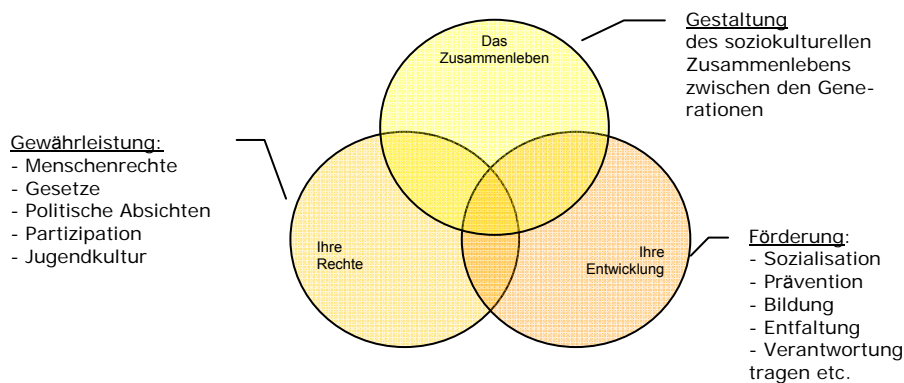 Das
Zusammenleben
Gestaltung
des soziokulturellen
Zusammenlebens
zwischen den Gene-
rationen
Gewährleistung:
- Menschenrechte
- Gesetze
- Politische Absichten
- Partizipation
- Jugendkultur
Ihre
Rechte
Ihre
Entwicklung
Förderung:
- Sozialisation
- Prävention
- Bildung
- Entfaltung
- Verantwortung
tragen etc.